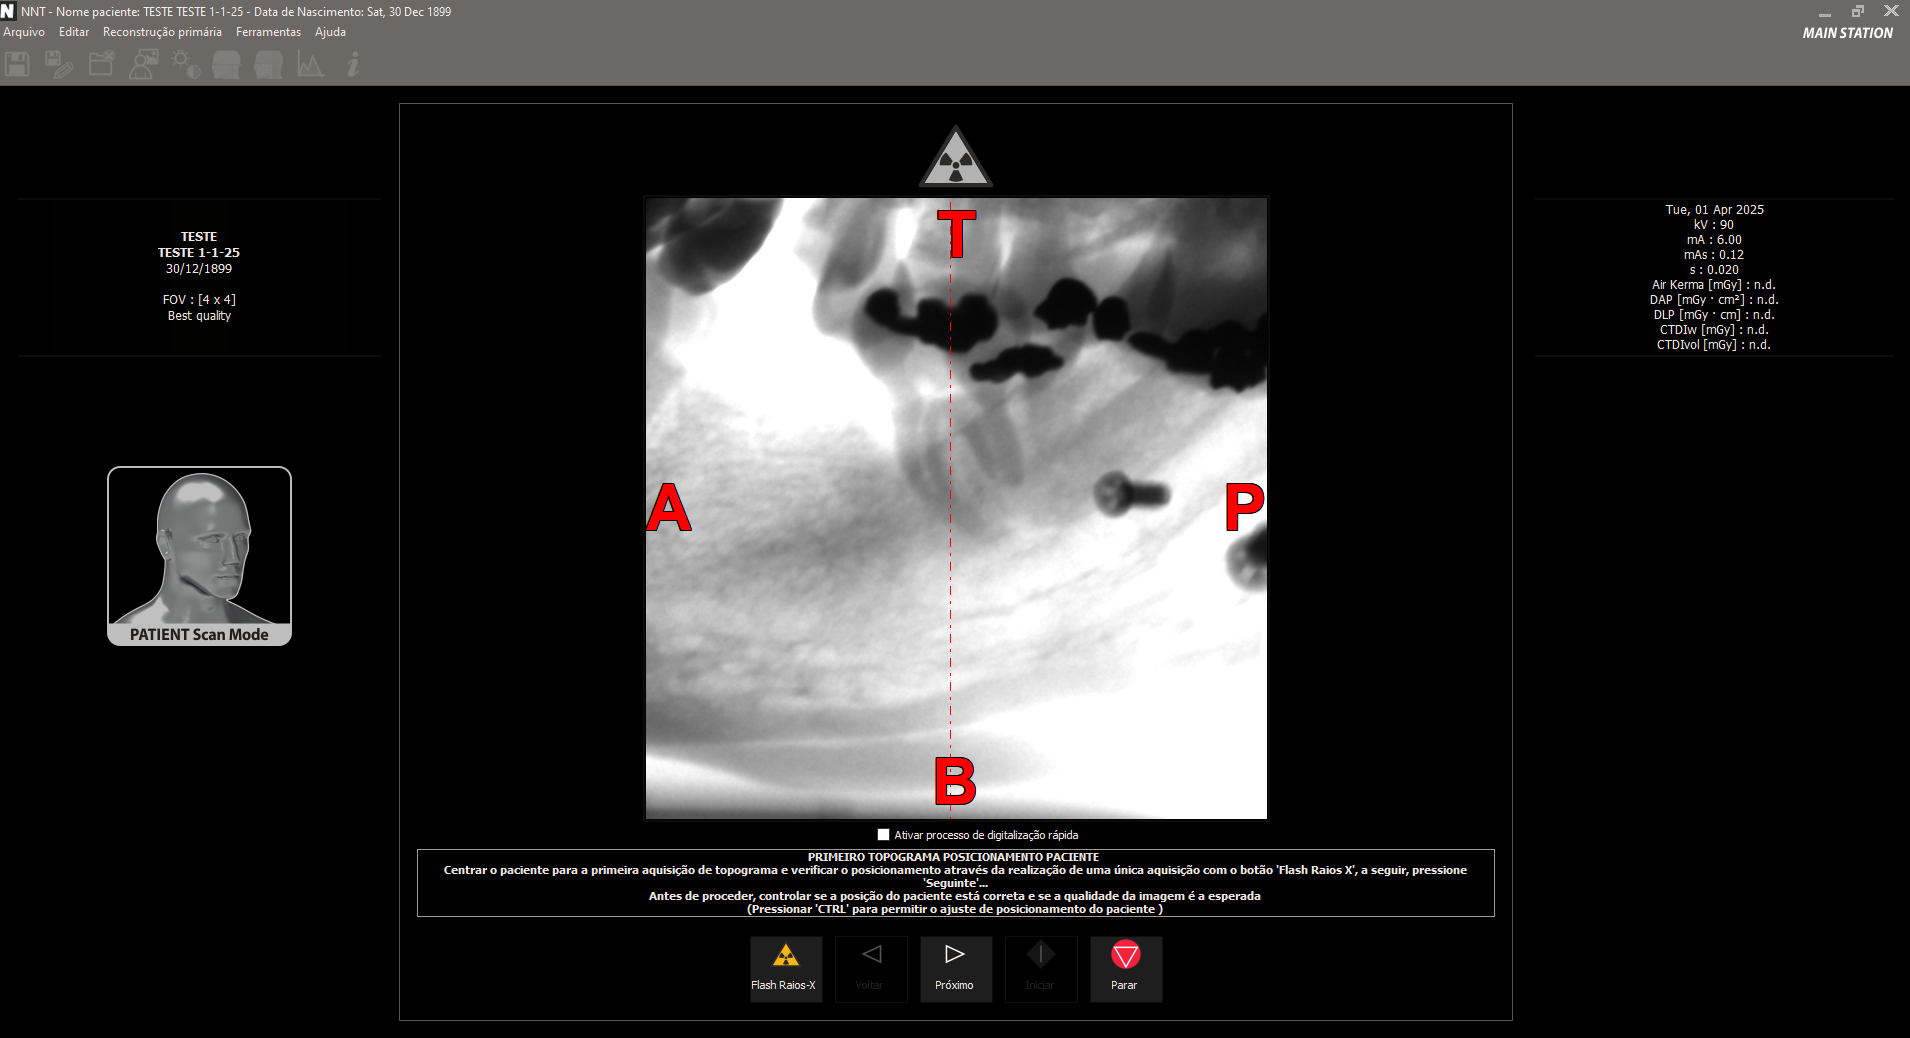 NNT - Nome paciente: TESTE TESTE 1-1-25 - Data de Nascimento: Sat, 30 Dec 1899
Arquivo Editar Reconstrução primária Ferramentas Ajuda
MAIN STATION
TESTE
TESTE 1-1-25
30/12/1899
FOV : [4 x 4]
Best quality
PATIENT Scan Mode
T
A
P
B
Tue, 01 Apr 2025
kV : 90
mA : 6.00
mAs : 0.12
s : 0.020
Air Kerma [mGy] : n.d.
DAP [mGy · cm²] : n.d.
DLP [mGy · cm] : n.d.
CTDIw [mGy] : n.d.
CTDIvol [mGy] : n.d.
Ativar processo de digitalização rápida
PRIMEIRO TOPOGRAMA POSICIONAMENTO PACIENTE
Centrar o paciente para a primeira aquisição de topograma e verificar o posicionamento através da realização de uma única aquisição com o botão 'Flash Raios X', a seguir, pressione
'Seguinte'...
Antes de proceder, controlar se a posição do paciente está correta e se a qualidade da imagem é a esperada
(Pressionar 'CTRL' para permitir o ajuste de posicionamento do paciente )
Flash Raios-X Voltar Próximo Iniciar Parar